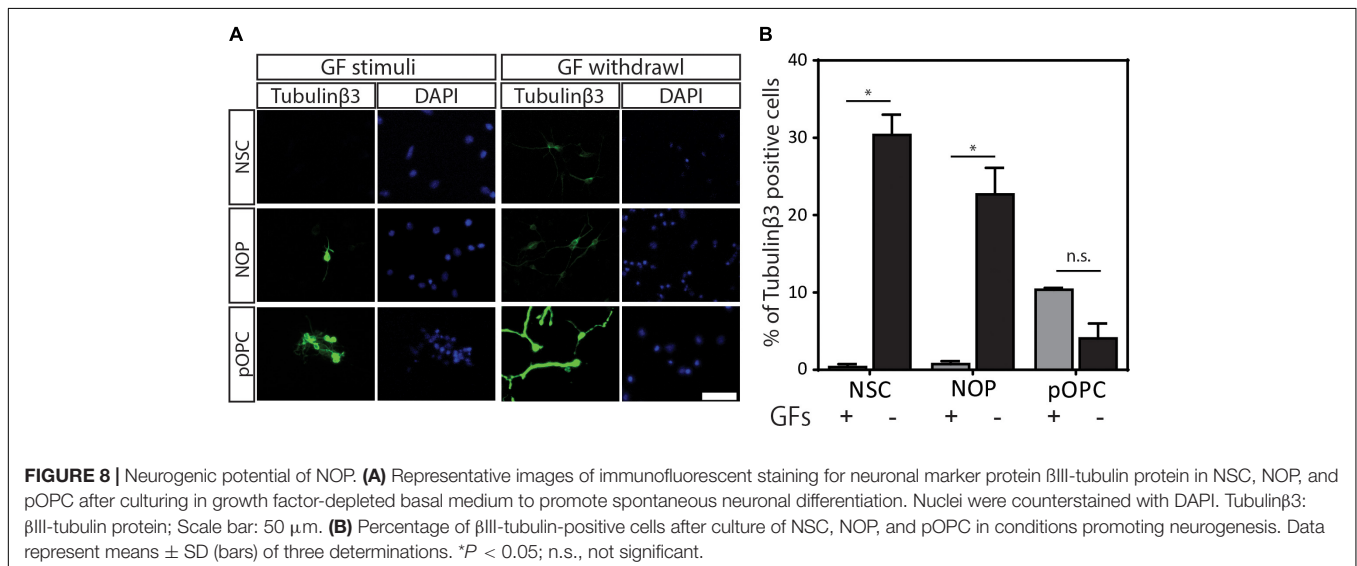 A
GF stimuli
GF withdrawl
Tubulinβ3
DAPI
Tubulinβ3
DAPI
NSC
NOP
pOPC
B
% of Tubulinβ3 positive cells
40
30
20
10
0
*
*
n.s.
NSC
NOP
pOPC
GFs
+
-
+
-
+
-
FIGURE 8 | Neurogenic potential of NOP. (A) Representative images of immunofluorescent staining for neuronal marker protein ßIII-tubulin protein in NSC, NOP, and
pOPC after culturing in growth factor-depleted basal medium to promote spontaneous neuronal differentiation. Nuclei were counterstained with DAPI. Tubulinβ3:
βIII-tubulin protein; Scale bar: 50 μm. (B) Percentage of βIII-tubulin-positive cells after culture of NSC, NOP, and pOPC in conditions promoting neurogenesis. Data
represent means ± SD (bars) of three determinations. *P < 0.05; n.s., not significant.